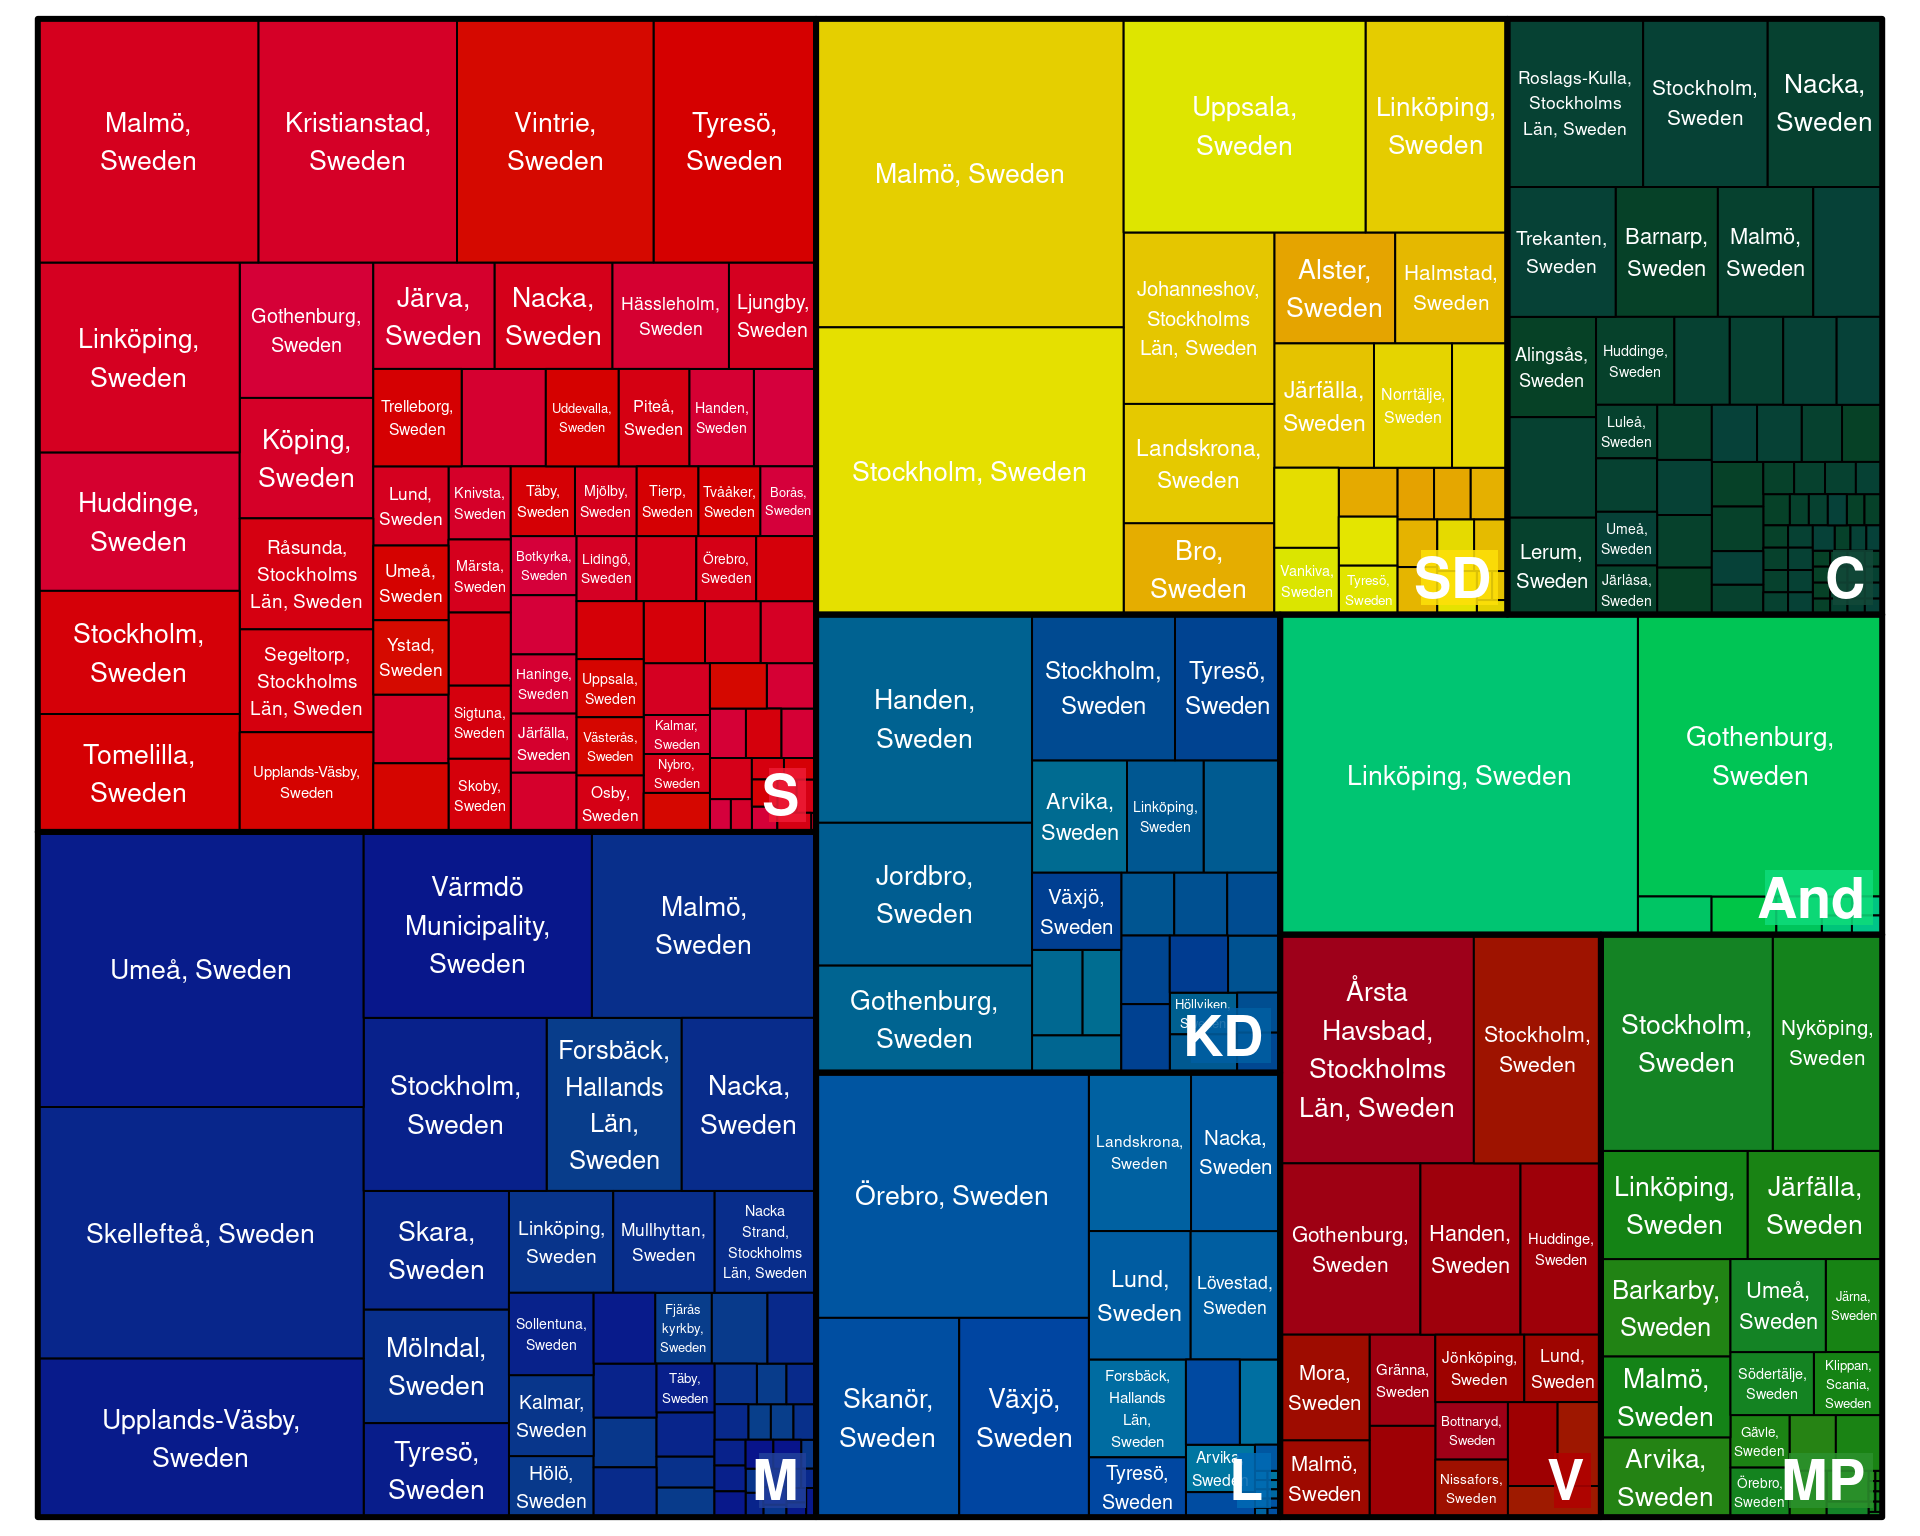 Malmö,
Sweden
Kristianstad,
Sweden
Vintrie,
Sweden
Tyresö,
Sweden
Linköping,
Sweden
Huddinge,
Sweden
Stockholm,
Sweden
Tomelilla,
Sweden
Gothenburg,
Sweden
Köping,
Sweden
Råsunda,
Stockholms
Län, Sweden
Segeltorp,
Stockholms
Län, Sweden
Upplands-Väsby,
Sweden
Järva,
Sweden
Nacka,
Sweden
Hässleholm,
Sweden
Ljungby,
Sweden
Trelleborg,
Sweden
Uddevalla,
Sweden
Piteå,
Sweden
Handen,
Sweden
Lund,
Sweden
Umeå,
Sweden
Ystad,
Sweden
Knivsta,
Sweden
Märsta,
Sweden
Sigtuna,
Sweden
Skoby,
Sweden
Täby,
Sweden
Mjölby,
Sweden
Tierp,
Sweden
Tvååker,
Sweden
Borås,
Sweden
Botkyrka,
Sweden
Lidingö,
Sweden
Örebro,
Sweden
Haninge,
Sweden
Järfälla,
Sweden
Uppsala,
Sweden
Västerås,
Sweden
Osby,
Sweden
Kalmar,
Sweden
Nybro,
Sweden
S
Malmö, Sweden
Stockholm, Sweden
Uppsala,
Sweden
Linköping,
Sweden
Johanneshov,
Stockholms
Län, Sweden
Landskrona,
Sweden
Bro,
Sweden
Alster,
Sweden
Halmstad,
Sweden
Järfälla,
Sweden
Norrtälje,
Sweden
Vankiva,
Sweden
Tyresö,
Sweden
SD
Roslags-Kulla,
Stockholms
Län, Sweden
Stockholm,
Sweden
Nacka,
Sweden
Trekanten,
Sweden
Barnarp,
Sweden
Malmö,
Sweden
Alingsås,
Sweden
Lerum,
Sweden
Huddinge,
Sweden
Luleå,
Sweden
Umeå,
Sweden
Järlåsa,
Sweden
C
Umeå, Sweden
Skellefteå, Sweden
Upplands-Väsby,
Sweden
Värmdö
Municipality,
Sweden
Malmö,
Sweden
Stockholm,
Sweden
Forsbäck,
Hallands
Län,
Sweden
Nacka,
Sweden
Skara,
Sweden
Mölndal,
Sweden
Tyresö,
Sweden
Linköping,
Sweden
Mullhyttan,
Sweden
Nacka
Strand,
Stockholms
Län, Sweden
Sollentuna,
Sweden
Kalmar,
Sweden
Hölö,
Sweden
Fjärås
kyrkby,
Sweden
Täby,
Sweden
M
Handen,
Sweden
Jordbro,
Sweden
Gothenburg,
Sweden
Stockholm,
Sweden
Tyresö,
Sweden
Arvika,
Sweden
Linköping,
Sweden
Växjö,
Sweden
Höllviken,
KD
Örebro, Sweden
Skanör,
Sweden
Växjö,
Sweden
Landskrona,
Sweden
Nacka,
Sweden
Lund,
Sweden
Lövestad,
Sweden
Forsbäck,
Hallands
Län,
Sweden
Tyresö,
Sweden
Arvika,
Sweden
L
Linköping, Sweden
Gothenburg,
Sweden
And
Årsta
Havsbad,
Stockholms
Län, Sweden
Stockholm,
Sweden
Gothenburg,
Sweden
Handen,
Sweden
Huddinge,
Sweden
Mora,
Sweden
Malmö,
Sweden
Gränna,
Sweden
Jönköping,
Sweden
Lund,
Sweden
Bottnaryd,
Sweden
Nissafors,
Sweden
V
Stockholm,
Sweden
Nyköping,
Sweden
Linköping,
Sweden
Järfälla,
Sweden
Barkarby,
Sweden
Malmö,
Sweden
Arvika,
Sweden
Umeå,
Sweden
Järna,
Sweden
Södertälje,
Sweden
Klippan,
Scania,
Sweden
Gävle,
Sweden
Örebro,
Sweden
MP